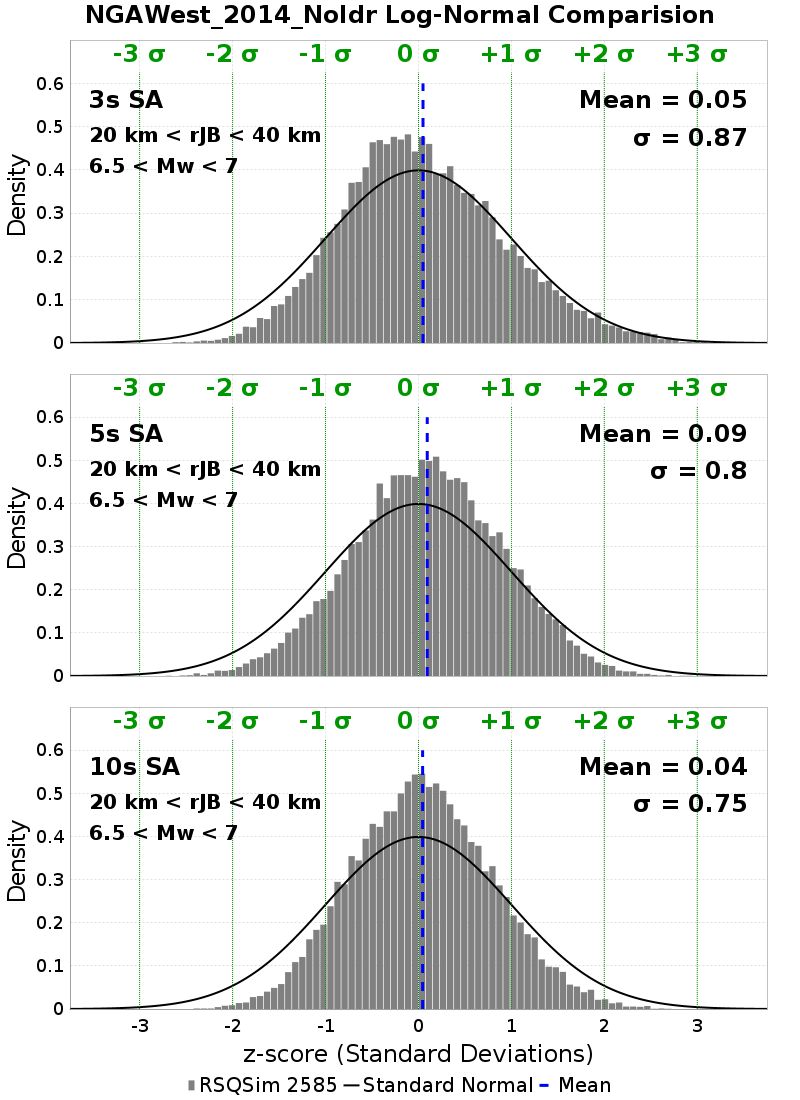 NGAWest_2014_NoIdr Log-Normal Comparision
-3 σ -2 σ -1 σ 0 σ +1 σ +2 σ +3 σ
0.6
3s SA Mean = 0.05
0.5
20 km < rJB < 40 km σ = 0.87
6.5 < Mw < 7
0.4
Density
0.3
0.2
0.1
0
-3 σ -2 σ -1 σ 0 σ +1 σ +2 σ +3 σ
0.6
5s SA Mean = 0.09
0.5
20 km < rJB < 40 km σ = 0.8
6.5 < Mw < 7
0.4
Density
0.3
0.2
0.1
0
-3 σ -2 σ -1 σ 0 σ +1 σ +2 σ +3 σ
0.6
10s SA Mean = 0.04
0.5
20 km < rJB < 40 km σ = 0.75
6.5 < Mw < 7
0.4
Density
0.3
0.2
0.1
0
-3 -2 -1 0 1 2 3
z-score (Standard Deviations)
RSQSim 2585 Standard Normal Mean